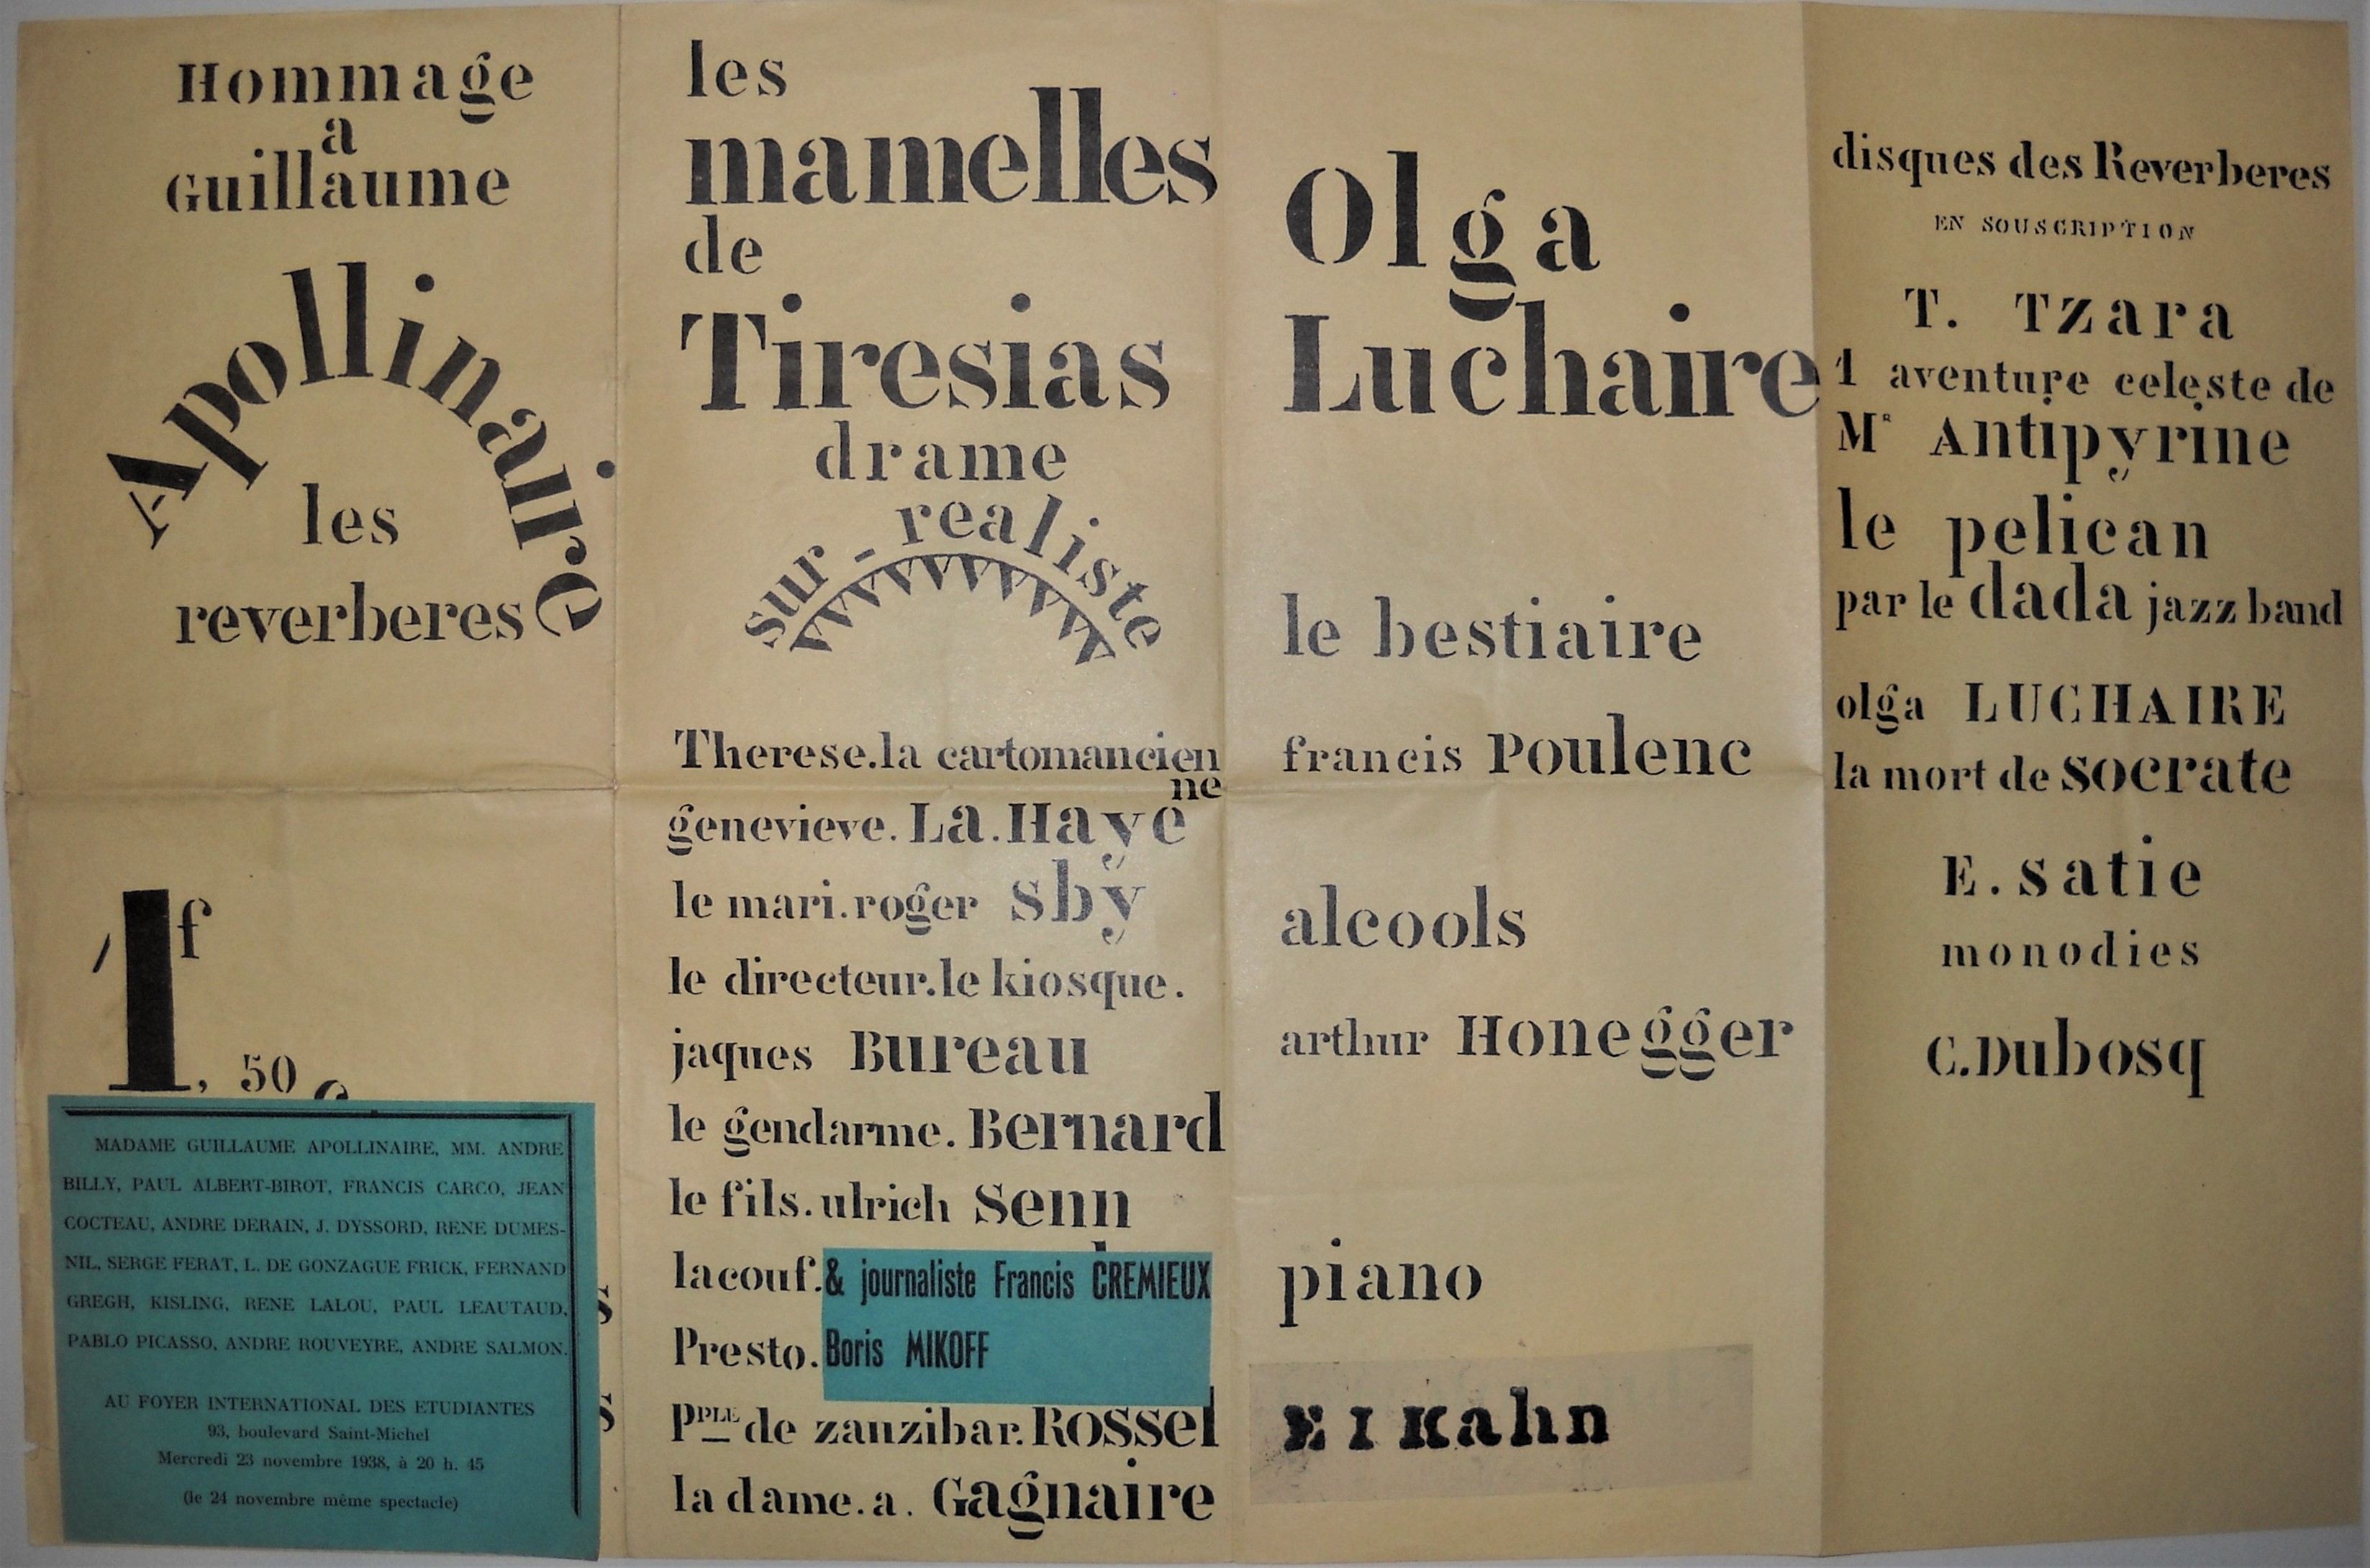 Hommage
a
Guillaume
Apollinaire
les
reverberes
1f, 50
MADAME GUILLAUME APOLLINAIRE, MM. ANDRE
BILLY, PAUL ALBERT-BIROT, FRANCIS CARCO, JEAN
COCTEAU, ANDRE DERAIN, J. DYSSORD, RENE DUMES-
NIL, SERGE FERAT, L. DE GONZAGUE FRICK, FERNAND
GREGH, KISLING, RENE LALOU, PAUL LEAUTAUD,
PABLO PICASSO, ANDRE ROUVEYRE, ANDRE SALMON.
AU FOYER INTERNATIONAL DES ETUDIANTES
93, boulevard Saint-Michel
Mercredi 23 novembre 1938, à 20 h. 45
(le 24 novembre même spectacle)
les
mamelles
de
Tiresias
drame
sur-realiste
Therese.la cartomancien
ne
genevieve. La.Haye
le mari.roger sby
le directeur.le kiosque.
jaques Bureau
le gendarme. Bernard
le fils. ulrich Senn
lacouf.& journaliste Francis CREMIEUX
Presto. Boris MIKOFF
pPLE de zanzibar. Rossel
la dame. a. Gagnaire
Olga
Luchaire
le bestiaire
francis Poulenc
alcools
arthur Honegger
piano
E I Kahn
disques des Reverberes
EN SOUSCRIPTION
T. Tzara
1 aventure celeste de
MR Antipyrine
le pelican
par le dada jazz band
olga LUCHAIRE
la mort de socrate
E. satie
monodies
C.Dubosq